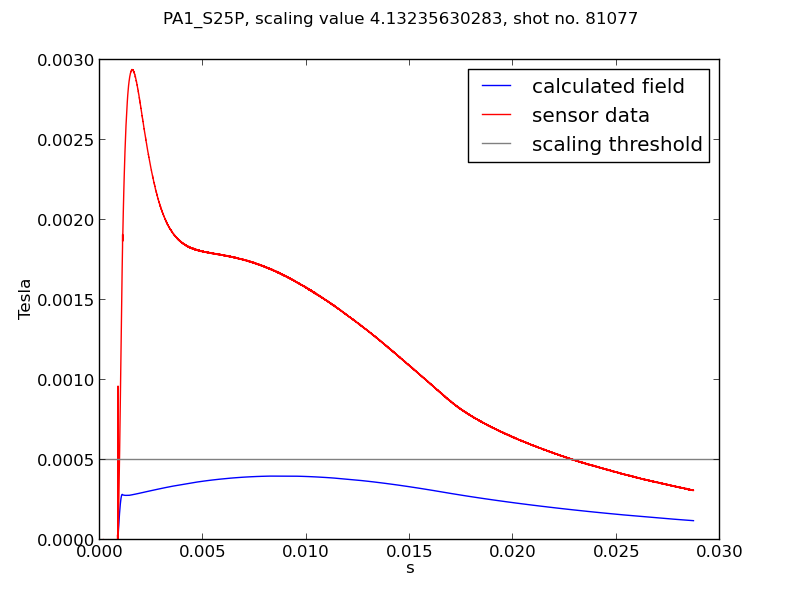 PA1_S25P, scaling value 4.13235630283, shot no. 81077
calculated field
sensor data
scaling threshold
0.0030
0.0025
0.0020
0.0015
0.0010
0.0005
0.0000
Tesla
0.000
0.005
0.010
0.015
0.020
0.025
0.030
s